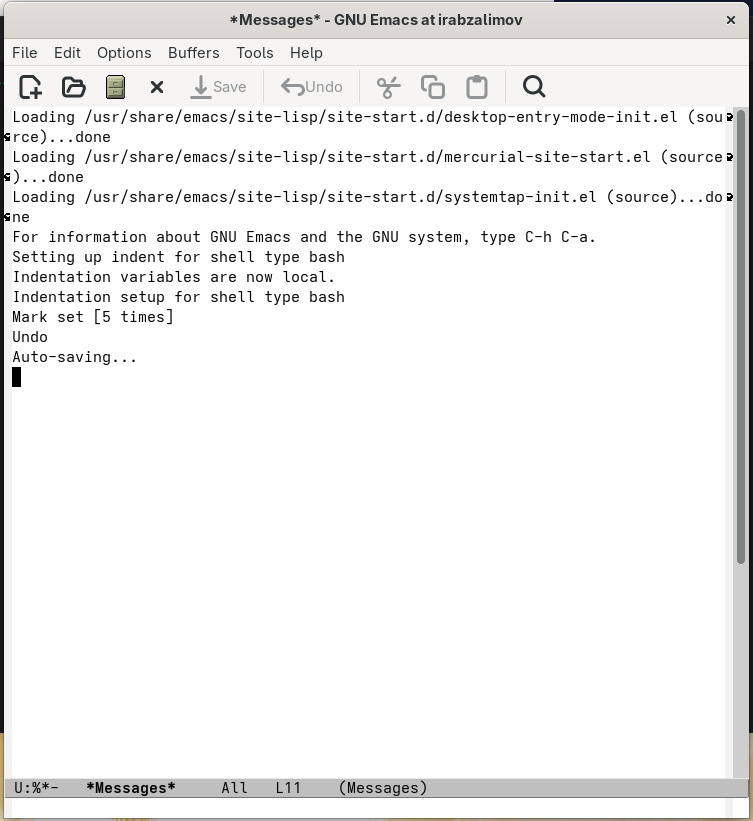 *Messages* - GNU Emacs at irabzalimov
File Edit Options Buffers Tools Help
Save Undo
Loading /usr/share/emacs/site-lisp/site-start.d/desktop-entry-mode-init.el (sou
rce)...done
Loading /usr/share/emacs/site-lisp/site-start.d/mercurial-site-start.el (source
)...done
Loading /usr/share/emacs/site-lisp/site-start.d/systemtap-init.el (source)...do
ne
For information about GNU Emacs and the GNU system, type C-h C-a.
Setting up indent for shell type bash
Indentation variables are now local.
Indentation setup for shell type bash
Mark set [5 times]
Undo
Auto-saving...
U:%*- *Messages* All L11 (Messages)